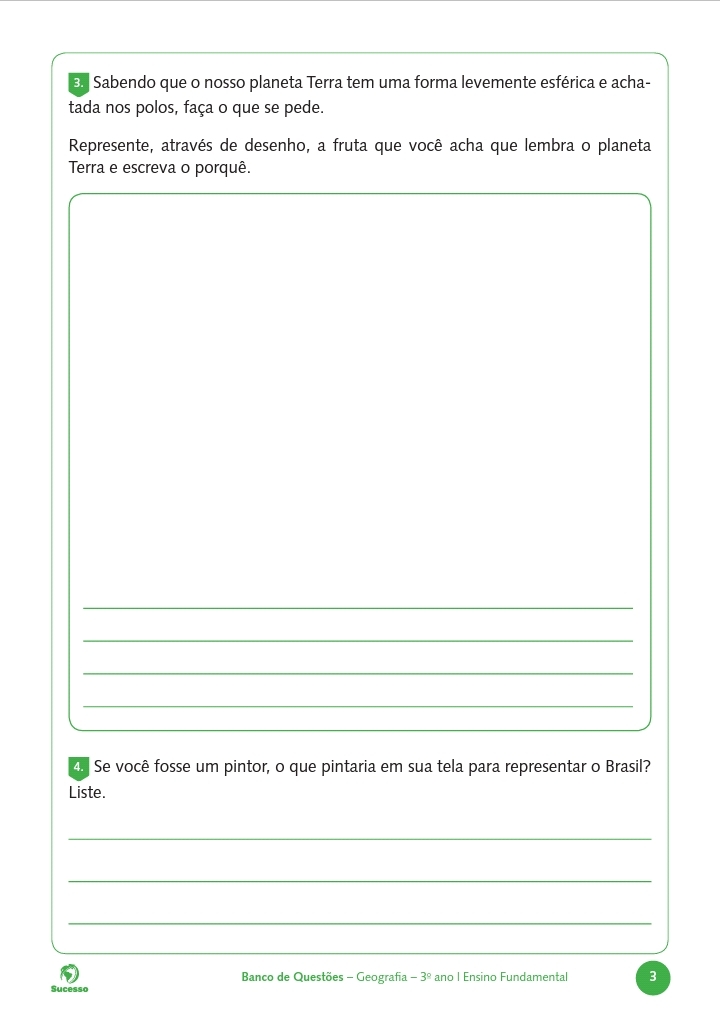 3. Sabendo que o nosso planeta Terra tem uma forma levemente esférica e acha-
tada nos polos, faça o que se pede.
Represente, através de desenho, a fruta que você acha que lembra o planeta
Terra e escreva o porquê.
4. Se você fosse um pintor, o que pintaria em sua tela para representar o Brasil?
Liste.
Sucesso
Banco de Questões – Geografia – 3º ano I Ensino Fundamental
3